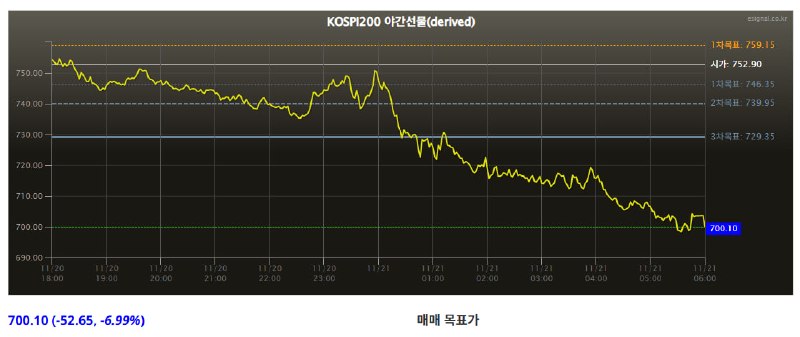 KOSPI200 야간선물(derived)
esignal.co.kr
1차목표: 759.15
시가: 752.90
1차목표: 746.35
2차목표: 739.95
3차목표: 729.35
750.00
740.00
730.00
720.00
710.00
700.00
690.00
700.10
11/20 11/20 11/20 11/20 11/20 11/20 11/21 11/21 11/21 11/21 11/21 11/21 11/21
18:00 19:00 20:00 21:00 22:00 23:00 01:00 02:00 03:00 04:00 05:00 06:00
700.10 (-52.65, -6.99%)
매매 목표가